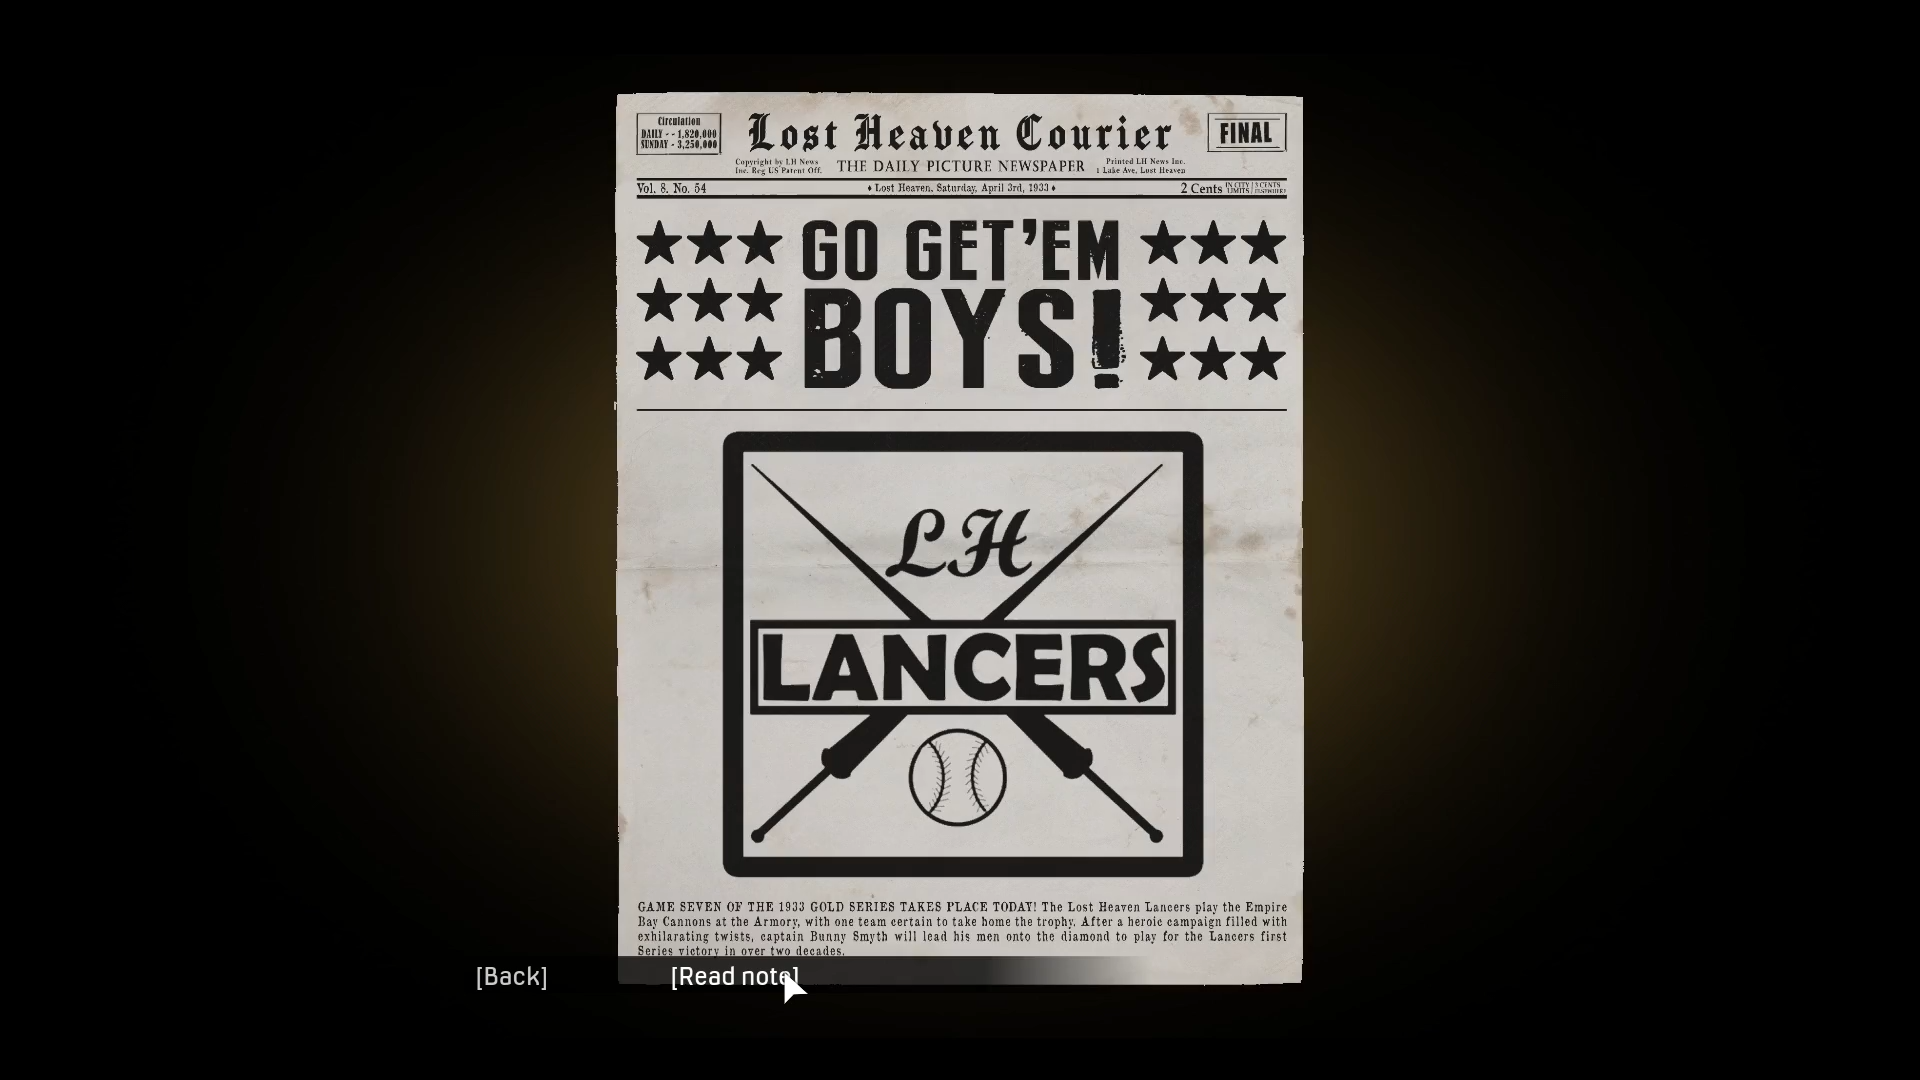 Circulation
DAILY - - 1,820,000
SUNDAY - 3,250,000
Lost Heaven Courier
FINAL
Copyright by LH News
Inc. Reg US Patent Off.
THE DAILY PICTURE NEWSPAPER
Printed LH News Inc.
1 Lake Ave, Lost Heaven
Vol. 8. No. 54
♦ Lost Heaven, Saturday, April 3rd, 1933 ♦
2 Cents IN CITY LIMITS | 3 CENTS ELSEWHERE
GO GET'EM
BOYS!
LH
LANCERS
GAME SEVEN OF THE 1933 GOLD SERIES TAKES PLACE TODAY! The Lost Heaven Lancers play the Empire
Bay Cannons at the Armory, with one team certain to take home the trophy. After a heroic campaign filled with
exhilarating twists, captain Bunny Smyth will lead his men onto the diamond to play for the Lancers first
Series victory in over two decades.
[Back]
[Read note]